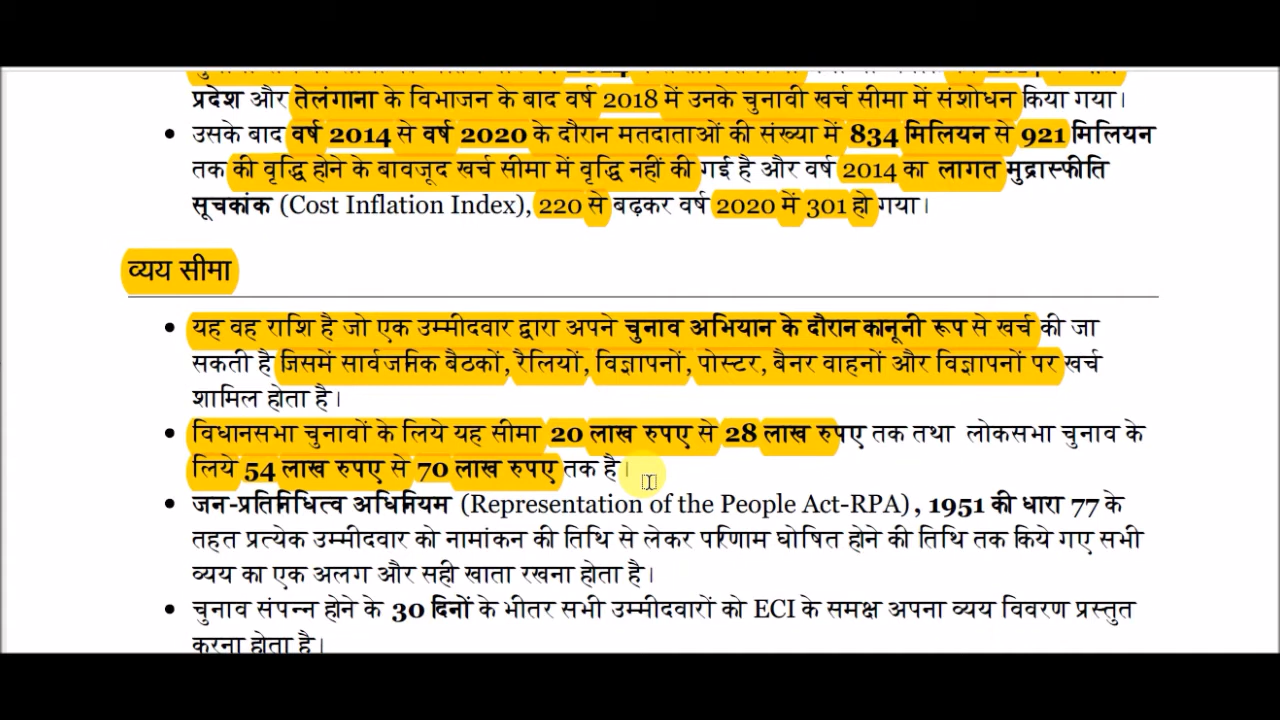 प्रदेश और तेलंगाना के विभाजन के बाद वर्ष 2018 में उनके चुनावी खर्च सीमा में संशोधन किया गया।
• उसके बाद वर्ष 2014 से वर्ष 2020 के दौरान मतदाताओं की संख्या में 834 मिलियन से 921 मिलियन
तक की वृद्धि होने के बावजूद खर्च सीमा में वृद्धि नहीं की गई है और वर्ष 2014 का लागत मुद्रास्फीति
सूचकांक (Cost Inflation Index), 220 से बढ़कर वर्ष 2020 में 301 हो गया।
व्यय सीमा
• यह वह राशि है जो एक उम्मीदवार द्वारा अपने चुनाव अभियान के दौरान कानूनी रूप से खर्च की जा
सकती है जिसमें सार्वजनिक बैठकों, रैलियों, विज्ञापनों, पोस्टर, बैनर वाहनों और विज्ञापनों पर खर्च
शामिल होता है।
• विधानसभा चुनावों के लिये यह सीमा 20 लाख रुपए से 28 लाख रुपए तक तथा लोकसभा चुनाव के
लिये 54 लाख रुपए से 70 लाख रुपए तक है।
• जन-प्रतिनिधित्व अधिनियम (Representation of the People Act-RPA), 1951 की धारा 77 के
तहत प्रत्येक उम्मीदवार को नामांकन की तिथि से लेकर परिणाम घोषित होने की तिथि तक किये गए सभी
व्यय का एक अलग और सही खाता रखना होता है।
• चुनाव संपन्न होने के 30 दिनों के भीतर सभी उम्मीदवारों को ECI के समक्ष अपना व्यय विवरण प्रस्तुत
करना होता है।